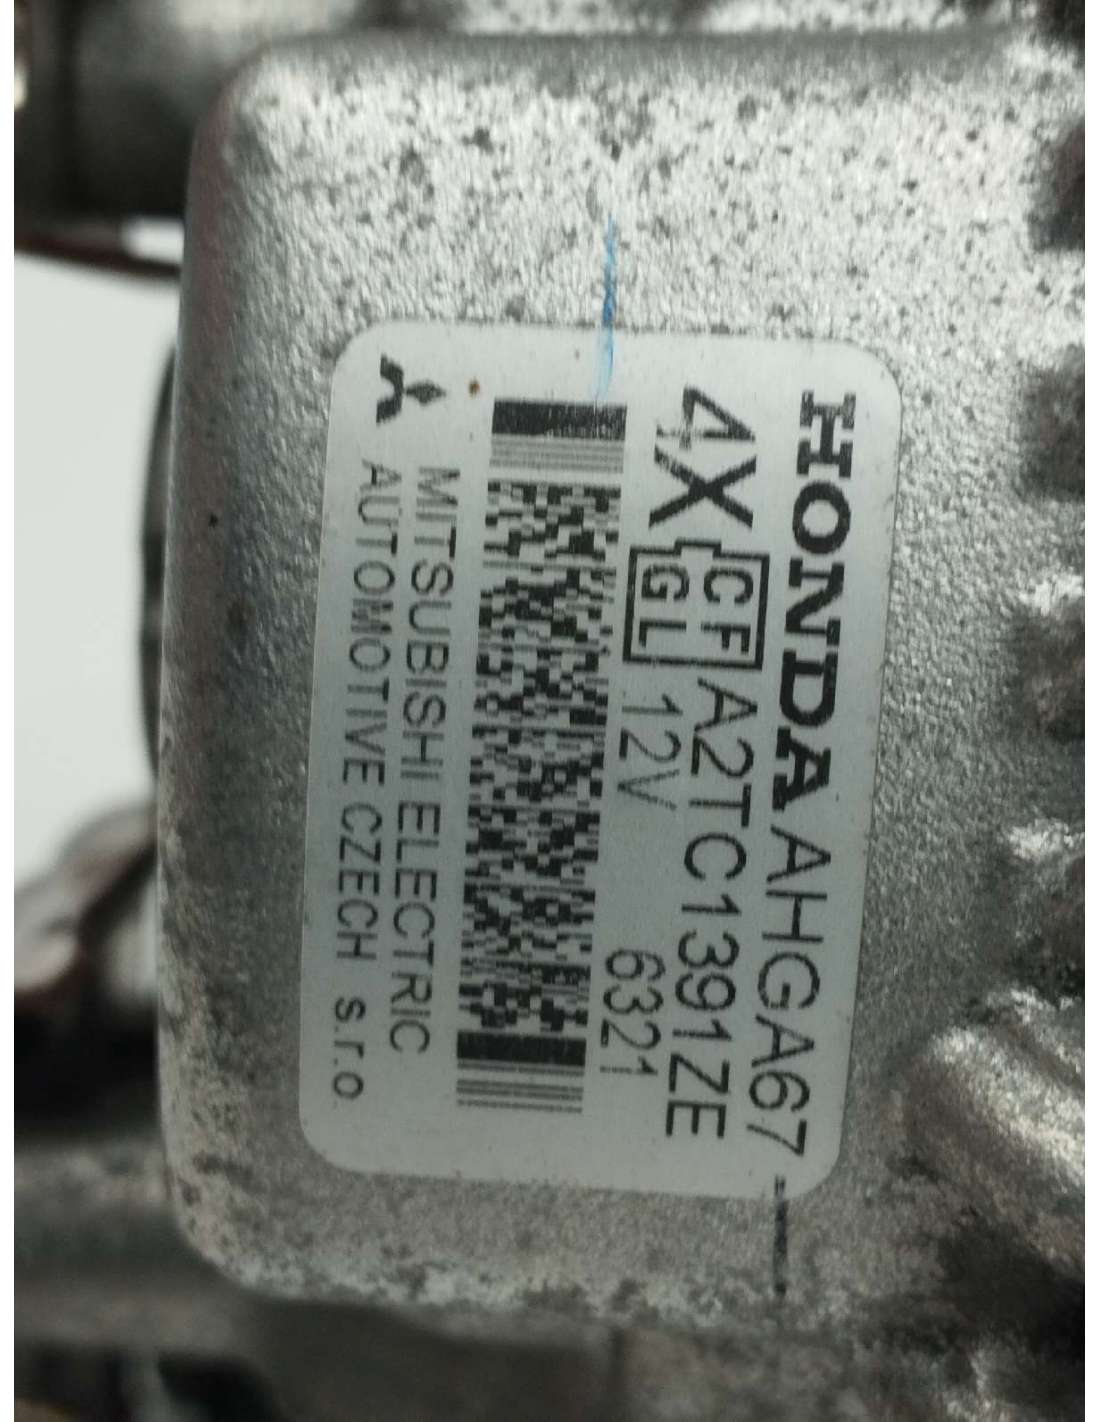 HONDA AHGA67
4X CF GL A2TC1391ZE
12V 6321
MITSUBISHI ELECTRIC
AUTOMOTIVE CZECH s.r.o